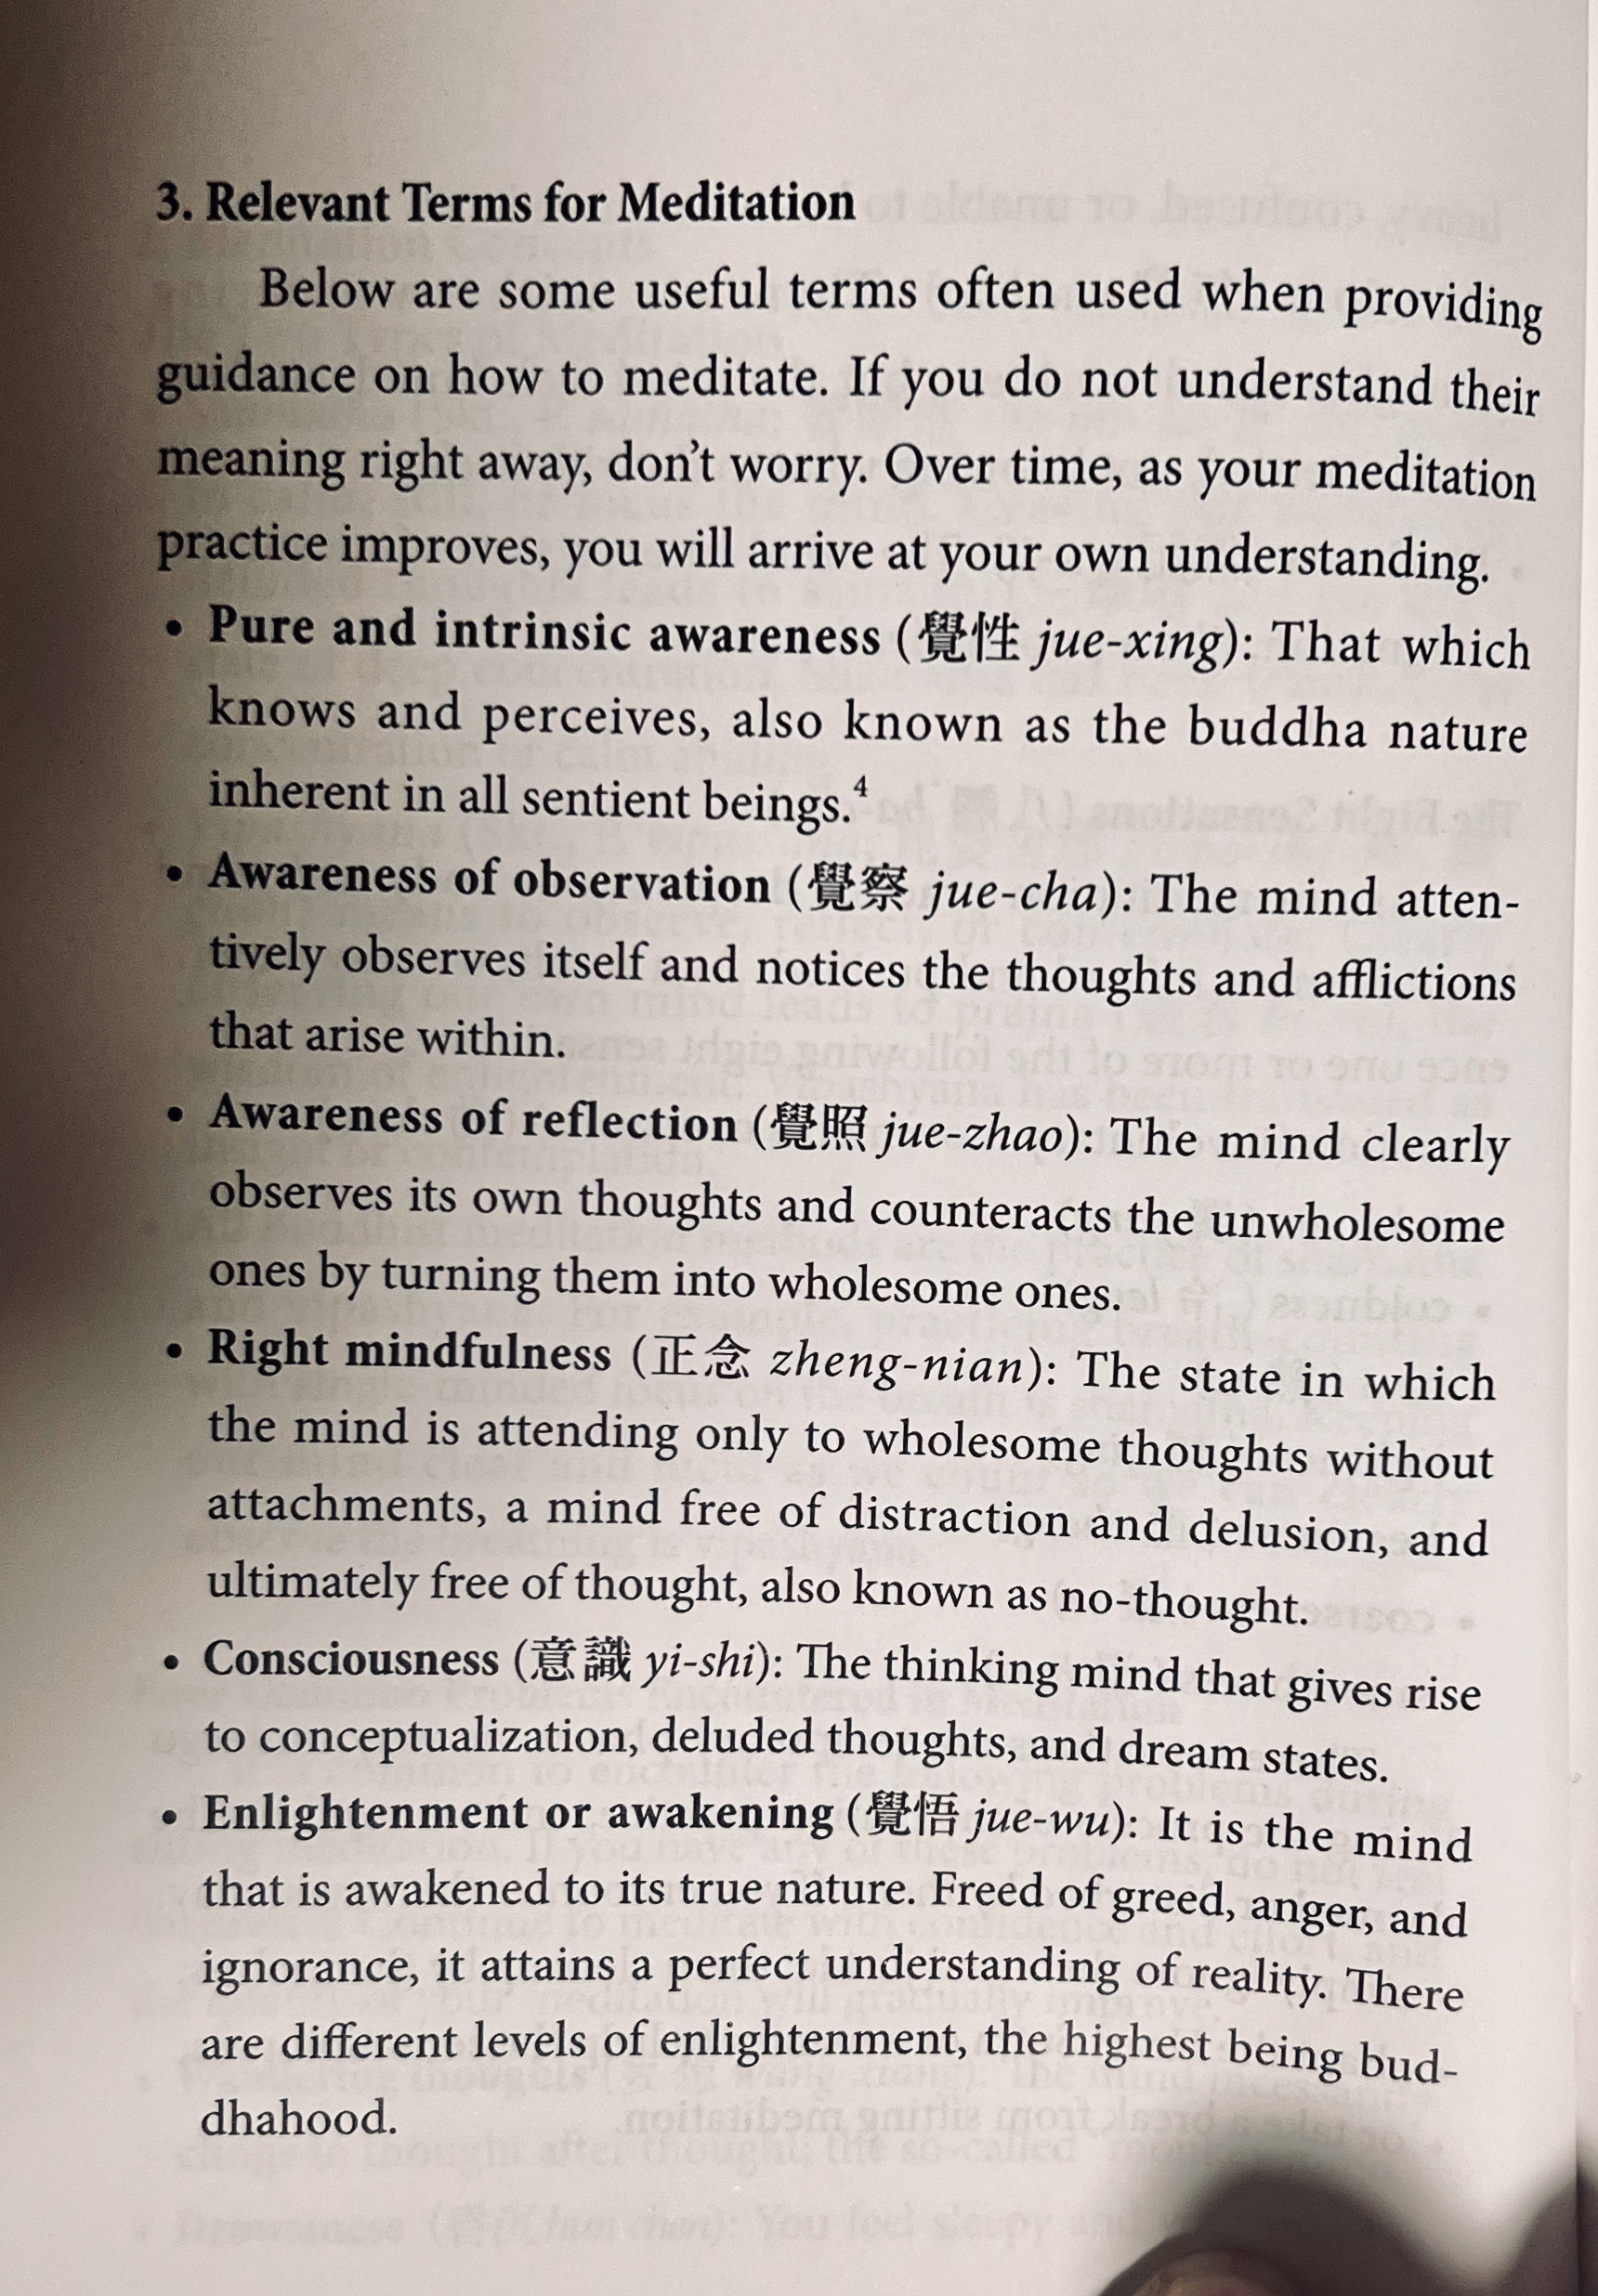 3. Relevant Terms for Meditation
Below are some useful terms often used when providing
guidance on how to meditate. If you do not understand their
meaning right away, don't worry. Over time, as your meditation
practice improves, you will arrive at your own understanding.
• Pure and intrinsic awareness (覺性 jue-xing): That which
knows and perceives, also known as the buddha nature
inherent in all sentient beings.⁴
• Awareness of observation (覺察 jue-cha): The mind atten-
tively observes itself and notices the thoughts and afflictions
that arise within.
• Awareness of reflection (覺照 jue-zhao): The mind clearly
observes its own thoughts and counteracts the unwholesome
ones by turning them into wholesome ones.
• Right mindfulness (正念 zheng-nian): The state in which
the mind is attending only to wholesome thoughts without
attachments, a mind free of distraction and delusion, and
ultimately free of thought, also known as no-thought.
• Consciousness (意識 yi-shi): The thinking mind that gives rise
to conceptualization, deluded thoughts, and dream states.
• Enlightenment or awakening (覺悟 jue-wu): It is the mind
that is awakened to its true nature. Freed of greed, anger, and
ignorance, it attains a perfect understanding of reality. There
are different levels of enlightenment, the highest being bud-
dhahood.